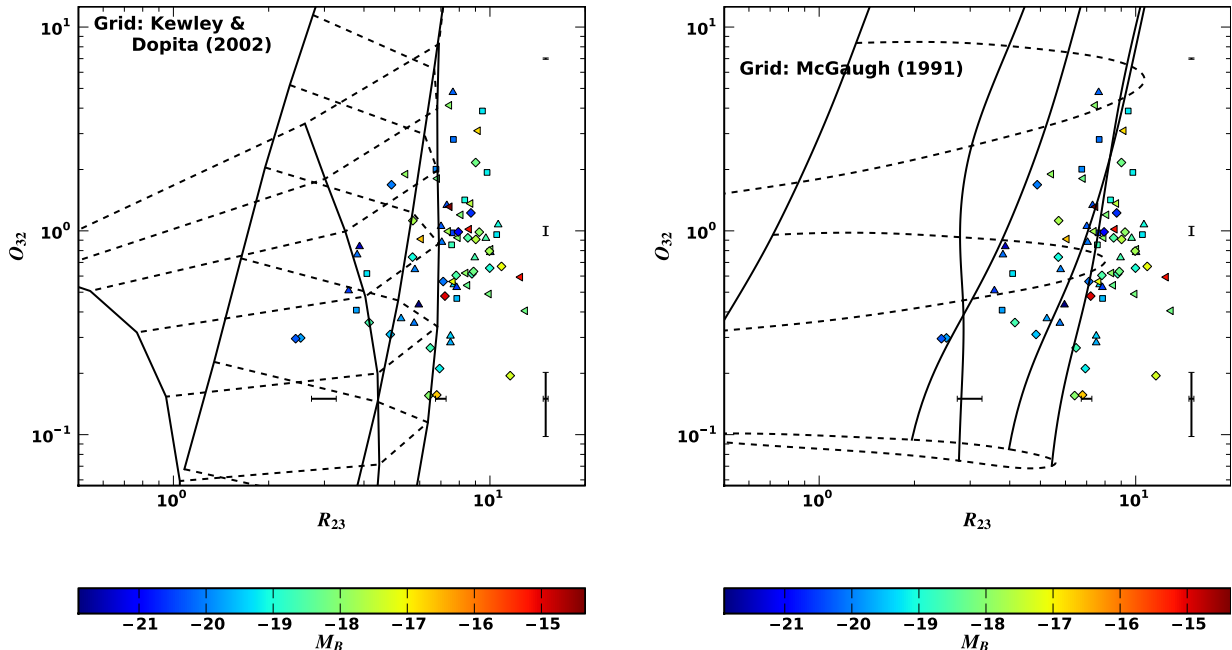 Grid: Kewley &
Dopita (2002)
10¹
10⁰
10⁻¹
O₃₂
10⁰
10¹
R₂₃
−21
−20
−19
−18
−17
−16
−15
M_B
Grid: McGaugh (1991)
10¹
10⁰
10⁻¹
O₃₂
10⁰
10¹
R₂₃
−21
−20
−19
−18
−17
−16
−15
M_B